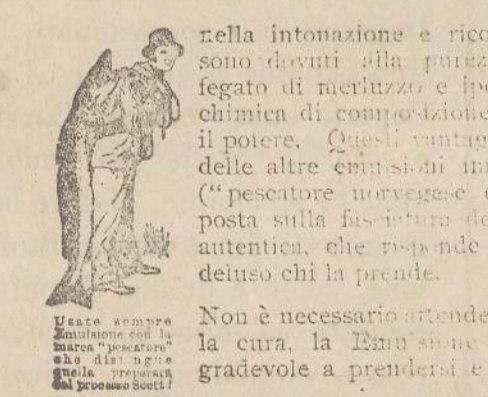 nella intonazione e ricc
sono dovuti alla purez
fegato di merluzzo e ipo
chimica di composizione
il potere. Questi vantag
delle altre emulsioni im
("pescatore norvegese
posta sulla fasciatura de
autentica, che risponde
deluso chi la prende.
Non è necessario attende
la cura, la Emulsione
gradevole a prendersi e
Usate sempre
Emulsione con la
marca "pescatore"
che distingue
quella preparata
dal processo Scott!